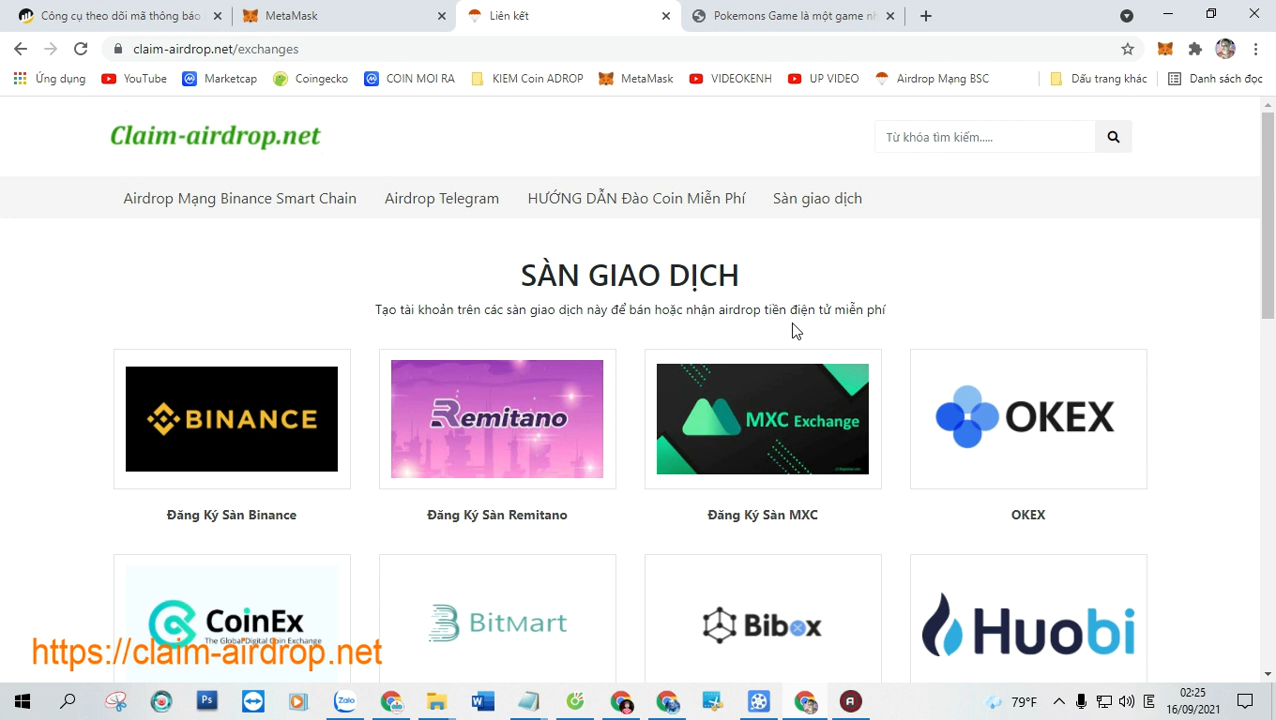 Công cụ theo dõi mã thông báo
MetaMask
Liên kết
Pokemons Game là một game nh
claim-airdrop.net/exchanges
Ứng dụng
YouTube
Marketcap
Coingecko
COIN MOI RA
KIEM Coin ADROP
MetaMask
VIDEOKENH
UP VIDEO
Airdrop Mạng BSC
Dấu trang khác
Danh sách đọc
Claim-airdrop.net
Từ khóa tìm kiếm.....
Airdrop Mạng Binance Smart Chain
Airdrop Telegram
HƯỚNG DẪN Đào Coin Miễn Phí
Sàn giao dịch
SÀN GIAO DỊCH
Tạo tài khoản trên các sàn giao dịch này để bán hoặc nhận airdrop tiền điện tử miễn phí
BINANCE
Remitano
MXC Exchange
OKEX
Đăng Ký Sàn Binance
Đăng Ký Sàn Remitano
Đăng Ký Sàn MXC
OKEX
CoinEx
The Global Digital Coin Exchange
BitMart
Bibox
Huobi
https://claim-airdrop.net
Ps
Zalo
79°F
02:25
16/09/2021